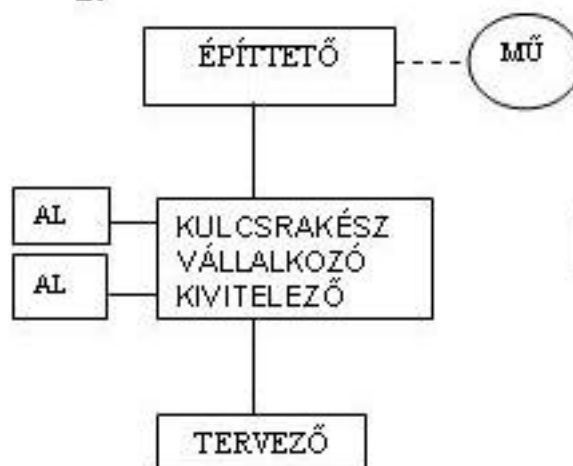 ÉPÍTTETŐ
MŰ
AL
KULCSRAKÉSZ
VÁLLALKOZÓ
AL
KIVITELEZŐ
TERVEZŐ